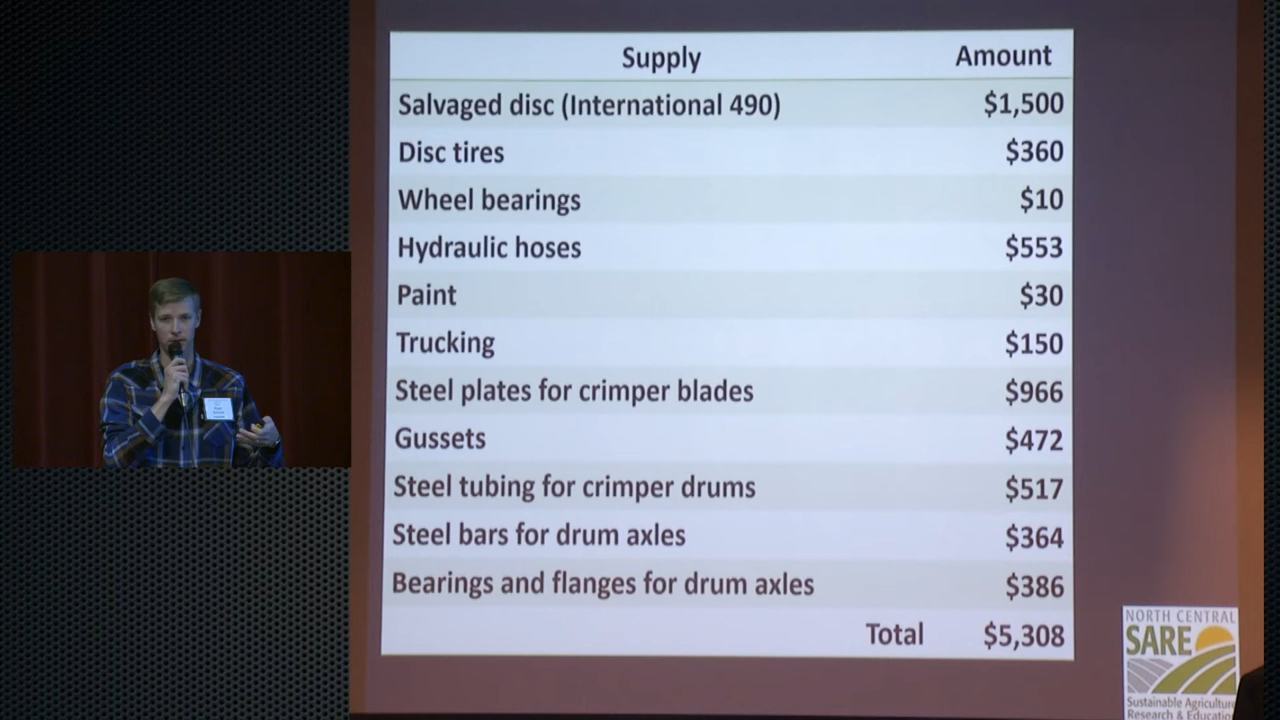 Supply Amount
Salvaged disc (International 490) $1,500
Disc tires $360
Wheel bearings $10
Hydraulic hoses $553
Paint $30
Trucking $150
Steel plates for crimper blades $966
Gussets $472
Steel tubing for crimper drums $517
Steel bars for drum axles $364
Bearings and flanges for drum axles $386
Total $5,308
NORTH CENTRAL
SARE
Sustainable Agriculture
Research &